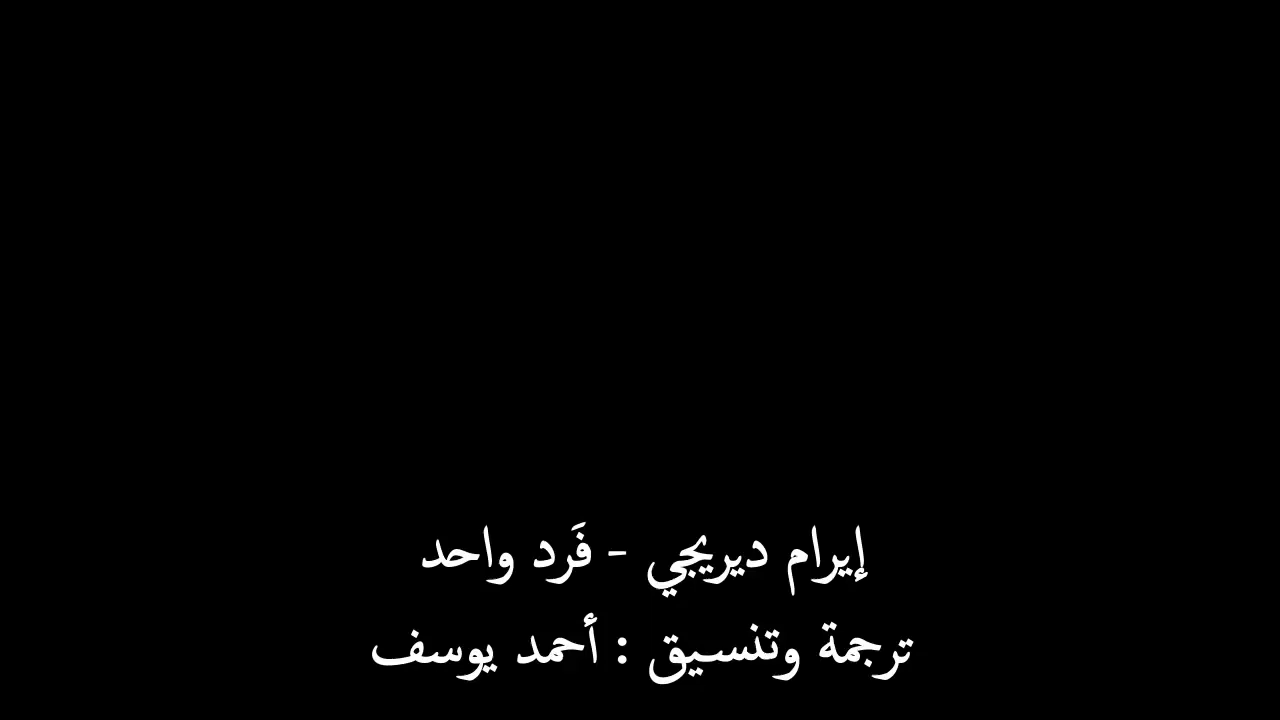 إيرام ديريجي - فَرد واحد
ترجمة وتنسيق : أحمد يوسف